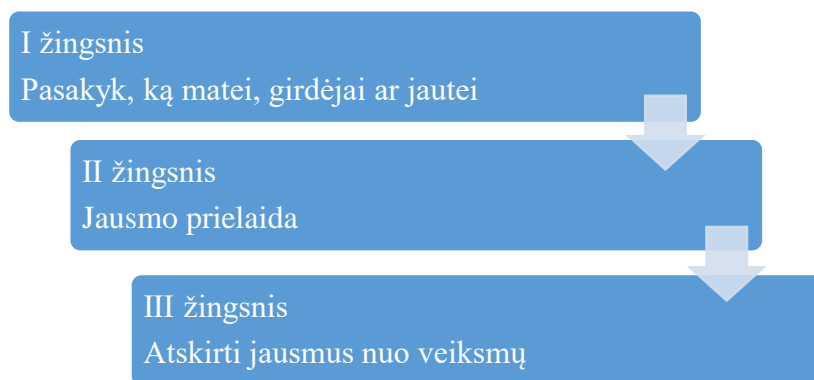 I žingsnis
Pasakyk, ką matei, girdėjai ar jautei
II žingsnis
Jausmo prielaida
III žingsnis
Atskirti jausmus nuo veiksmų